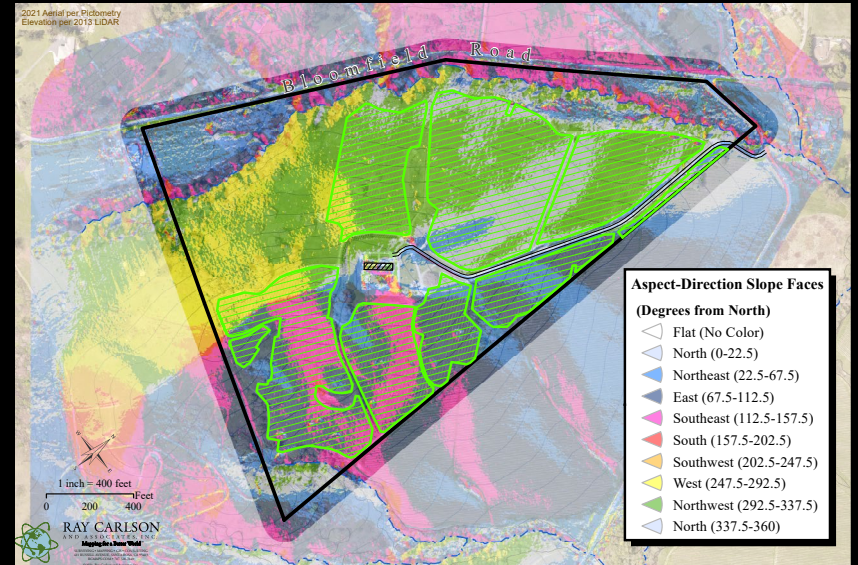 2021 Aerial per Pictometry
Elevation per 2013 LiDAR
Bloomfield Road
Aspect-Direction Slope Faces
(Degrees from North)
Flat (No Color)
North (0-22.5)
Northeast (22.5-67.5)
East (67.5-112.5)
Southeast (112.5-157.5)
South (157.5-202.5)
Southwest (202.5-247.5)
West (247.5-292.5)
Northwest (292.5-337.5)
North (337.5-360)
1 inch = 400 feet
Feet
0 200 400
RAY CARLSON
AND ASSOCIATES, INC.
Mapping for a Better World